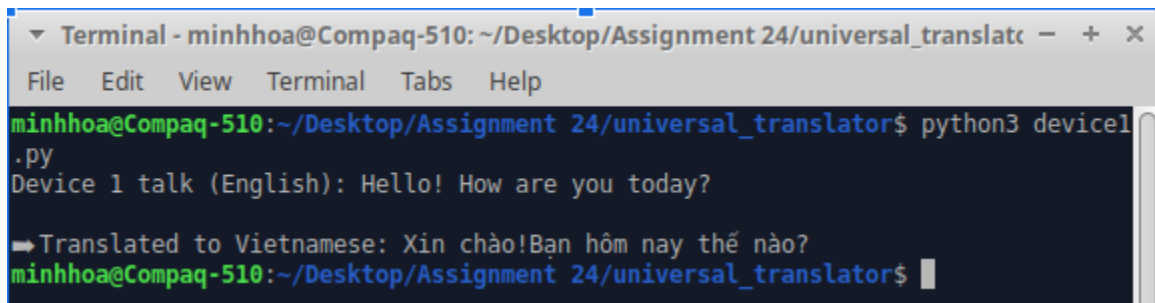 Terminal - minhhoa@Compaq-510: ~/Desktop/Assignment 24/universal_translatc
File Edit View Terminal Tabs Help
minhhoa@Compaq-510:~/Desktop/Assignment 24/universal_translator$ python3 device1
.py
Device 1 talk (English): Hello! How are you today?
➡Translated to Vietnamese: Xin chào!Bạn hôm nay thế nào?
minhhoa@Compaq-510:~/Desktop/Assignment 24/universal_translator$